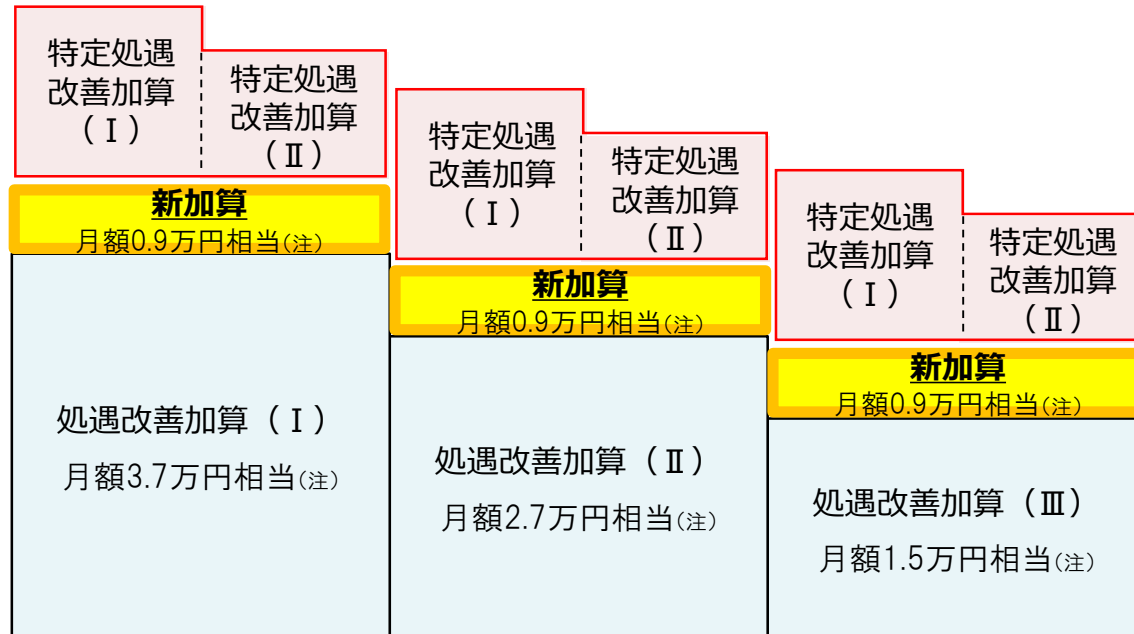 特定処遇
改善加算
（Ⅰ）
特定処遇
改善加算
（Ⅱ）
新加算
月額0.9万円相当(注)
処遇改善加算（Ⅰ）
月額3.7万円相当(注)
特定処遇
改善加算
（Ⅰ）
特定処遇
改善加算
（Ⅱ）
新加算
月額0.9万円相当(注)
処遇改善加算（Ⅱ）
月額2.7万円相当(注)
特定処遇
改善加算
（Ⅰ）
特定処遇
改善加算
（Ⅱ）
新加算
月額0.9万円相当(注)
処遇改善加算（Ⅲ）
月額1.5万円相当(注)